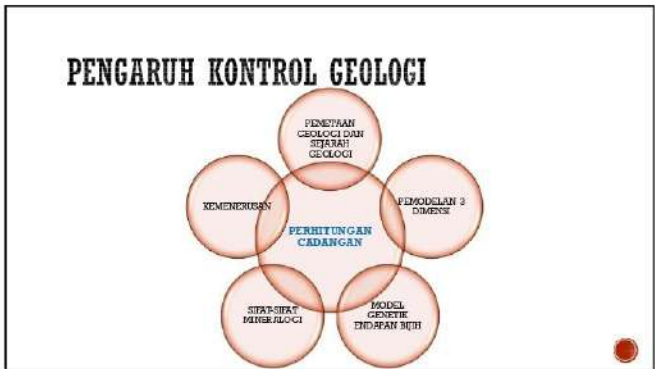 PENGARUH KONTROL GEOLOGI
PEMETAAN
GEOLOGI DAN
SEJARAH
GEOLOGI
KEMENERUSAN
PEMODELAN 3
DIMENSI
PERHITUNGAN
CADANGAN
SIFAT-SIFAT
MINERALOGI
MODEL
GENETIK
ENDAPAN BIJIH